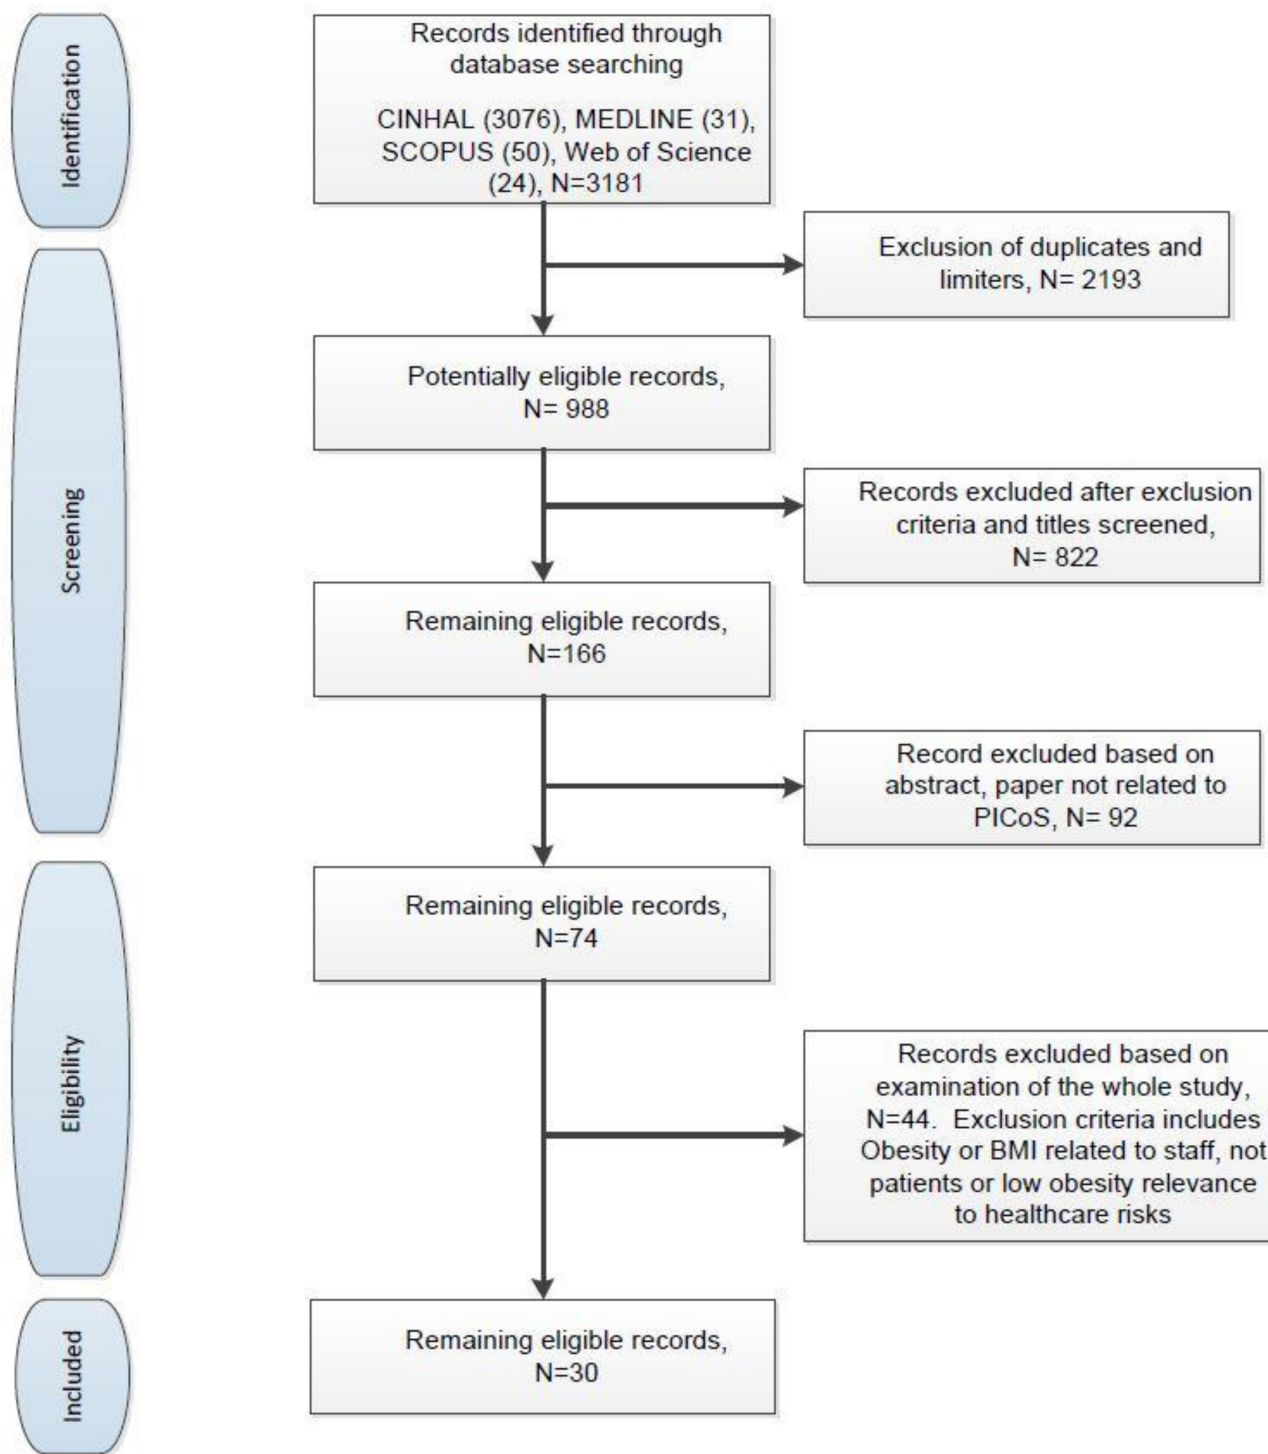 Identification
Records identified through
database searching
CINHAL (3076), MEDLINE (31),
SCOPUS (50), Web of Science
(24), N=3181
Exclusion of duplicates and
limiters, N= 2193
Screening
Potentially eligible records,
N= 988
Records excluded after exclusion
criteria and titles screened,
N= 822
Remaining eligible records,
N=166
Record excluded based on
abstract, paper not related to
PICoS, N= 92
Eligibility
Remaining eligible records,
N=74
Records excluded based on
examination of the whole study,
N=44. Exclusion criteria includes
Obesity or BMI related to staff, not
patients or low obesity relevance
to healthcare risks
Included
Remaining eligible records,
N=30